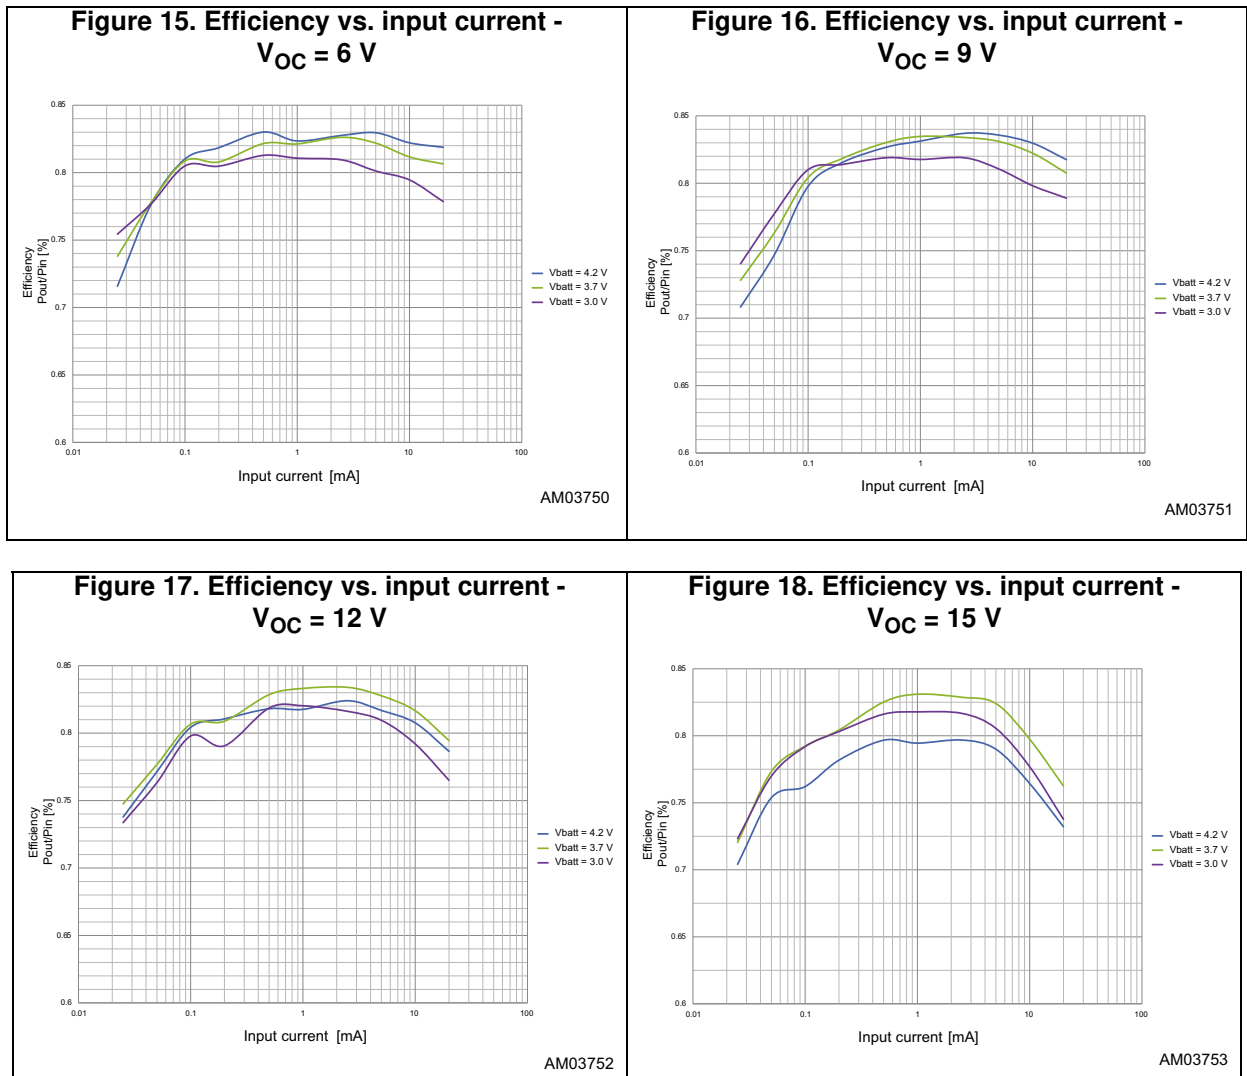 Figure 15. Efficiency vs. input current -
VOC = 6 V
0.85
0.8
0.75
0.7
0.65
0.6
Efficiency
Pout/Pin [%]
0.01
0.1
1
10
100
Input current [mA]
Vbatt = 4.2 V
Vbatt = 3.7 V
Vbatt = 3.0 V
AM03750
Figure 16. Efficiency vs. input current -
VOC = 9 V
0.85
0.8
0.75
0.7
0.65
0.6
Efficiency
Pout/Pin [%]
0.01
0.1
1
10
100
Input current [mA]
Vbatt = 4.2 V
Vbatt = 3.7 V
Vbatt = 3.0 V
AM03751
Figure 17. Efficiency vs. input current -
VOC = 12 V
0.85
0.8
0.75
0.7
0.65
0.6
Efficiency
Pout/Pin [%]
0.01
0.1
1
10
100
Input current [mA]
Vbatt = 4.2 V
Vbatt = 3.7 V
Vbatt = 3.0 V
AM03752
Figure 18. Efficiency vs. input current -
VOC = 15 V
0.85
0.8
0.75
0.7
0.65
0.6
Efficiency
Pout/Pin [%]
0.01
0.1
1
10
100
Input current [mA]
Vbatt = 4.2 V
Vbatt = 3.7 V
Vbatt = 3.0 V
AM03753